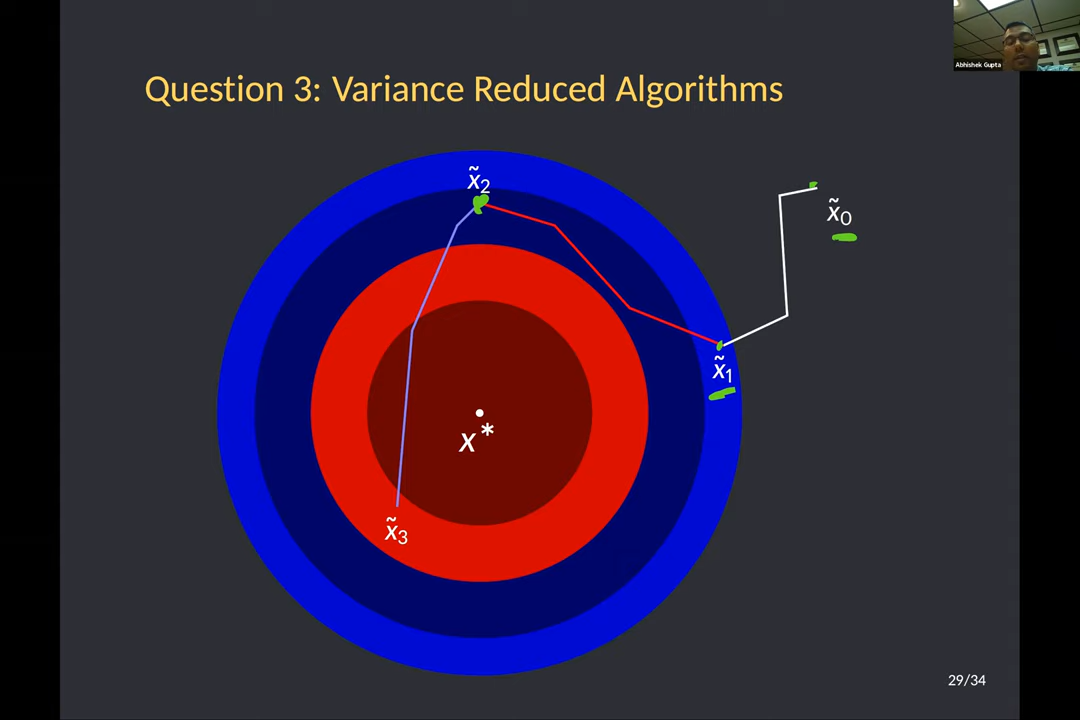 Abhishek Gupta
Question 3: Variance Reduced Algorithms
x̃₂
x̃₀
x̃₁
x*
x̃₃
29/34